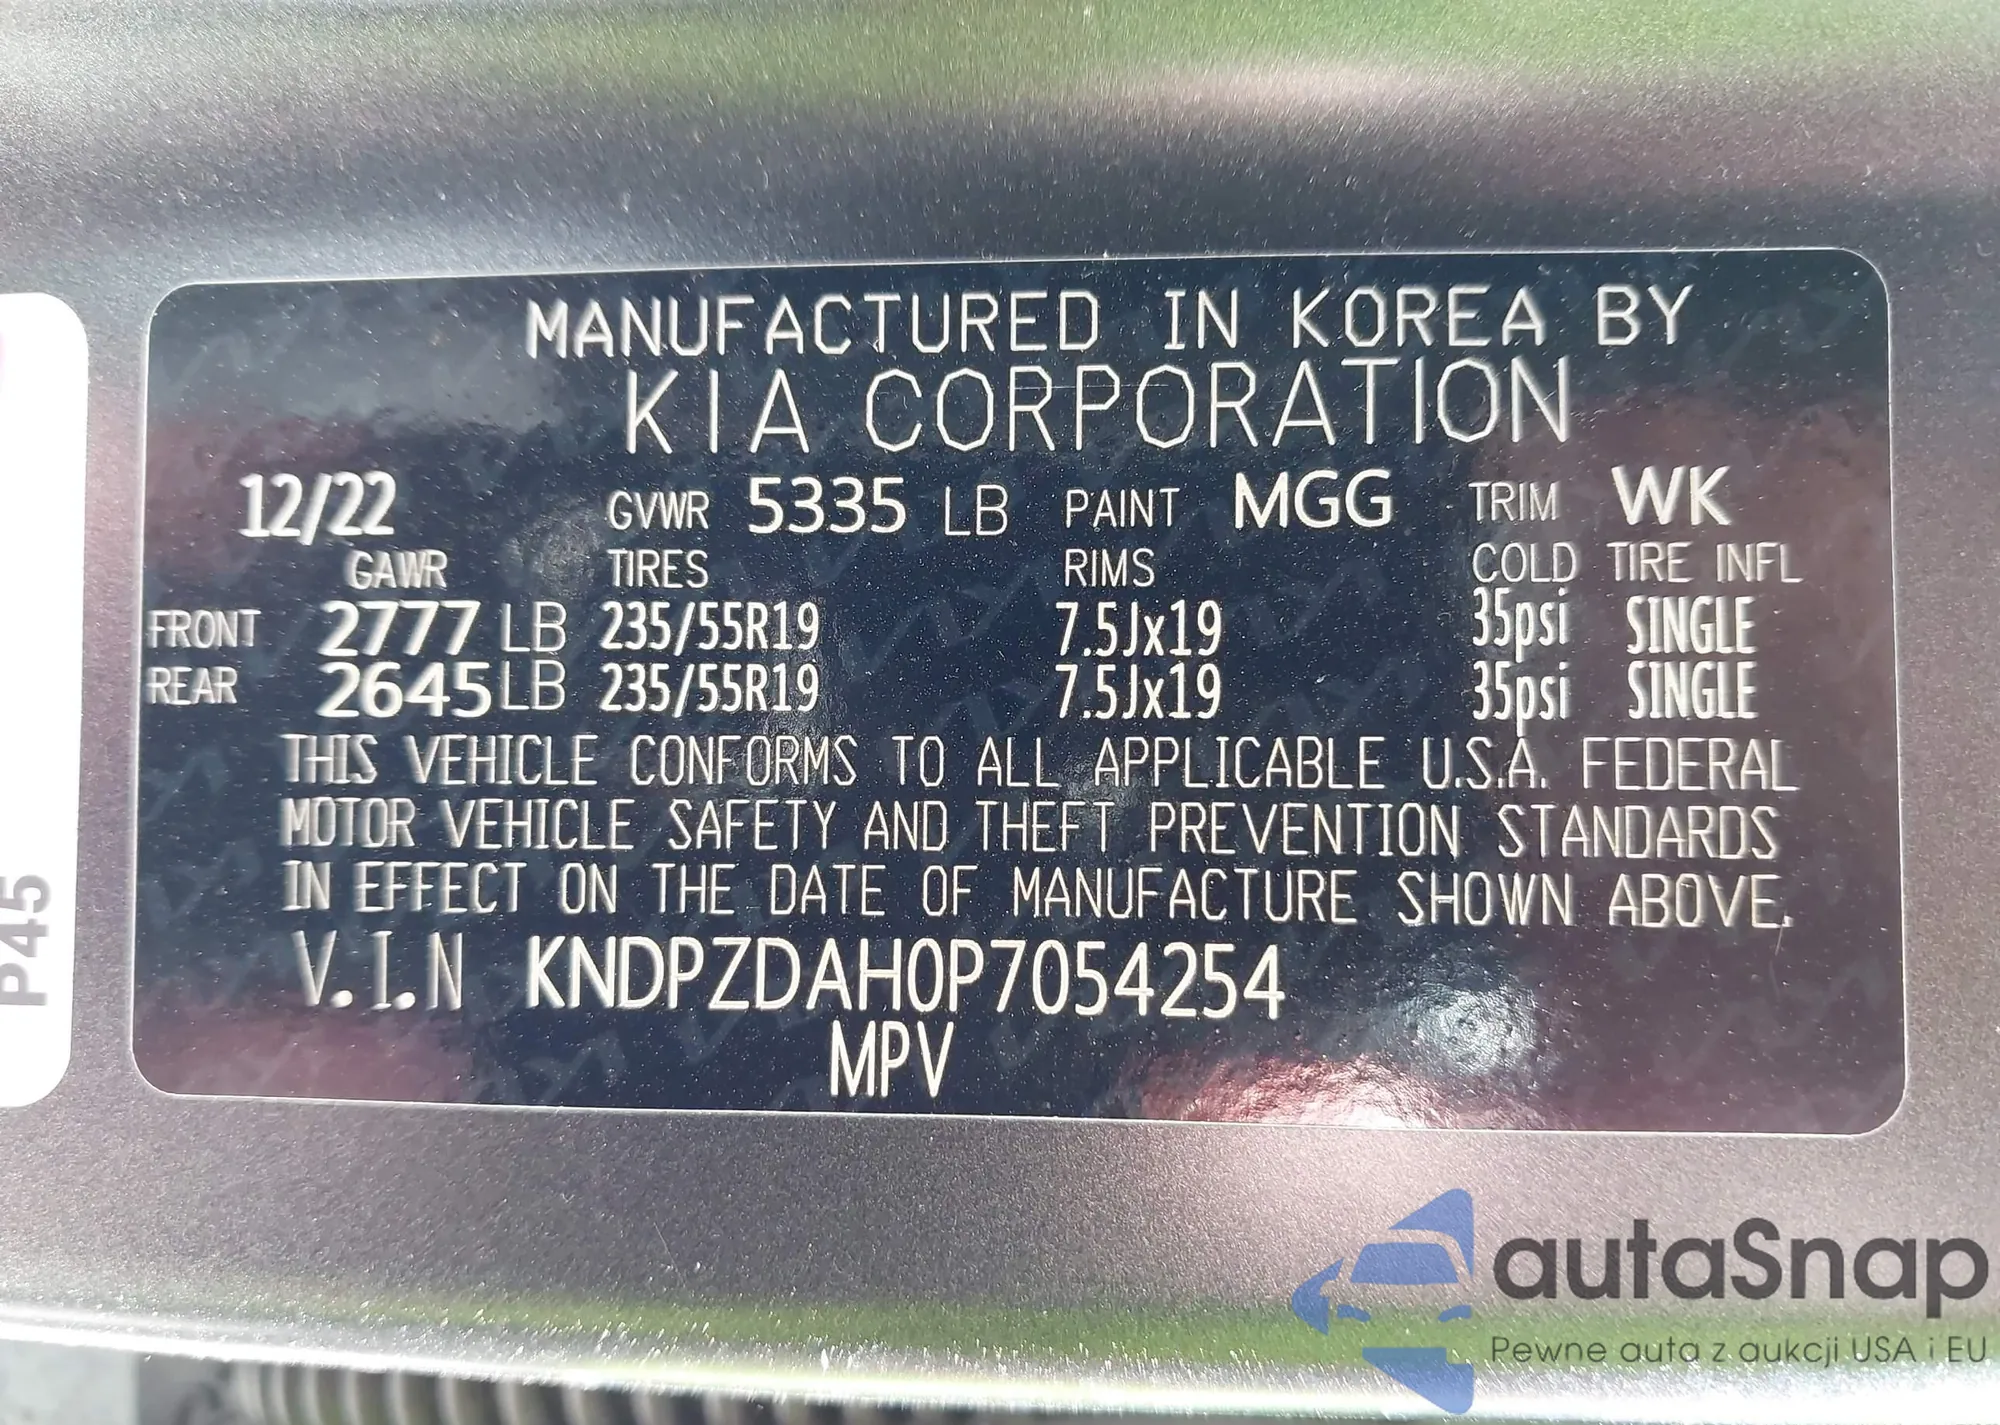 MANUFACTURED IN KOREA BY
KIA CORPORATION
12/22 GVWR 5335 LB PAINT MGG TRIM WK
GAWR TIRES RIMS COLD TIRE INFL
FRONT 2777 LB 235/55R19 7.5Jx19 35psi SINGLE
REAR 2645 LB 235/55R19 7.5Jx19 35psi SINGLE
THIS VEHICLE CONFORMS TO ALL APPLICABLE U.S.A. FEDERAL
MOTOR VEHICLE SAFETY AND THEFT PREVENTION STANDARDS
IN EFFECT ON THE DATE OF MANUFACTURE SHOWN ABOVE.
V.I.N KNDPZDAH0P7054254
MPV
P45
autaSnap
Pewne auta z aukcji USA i EU